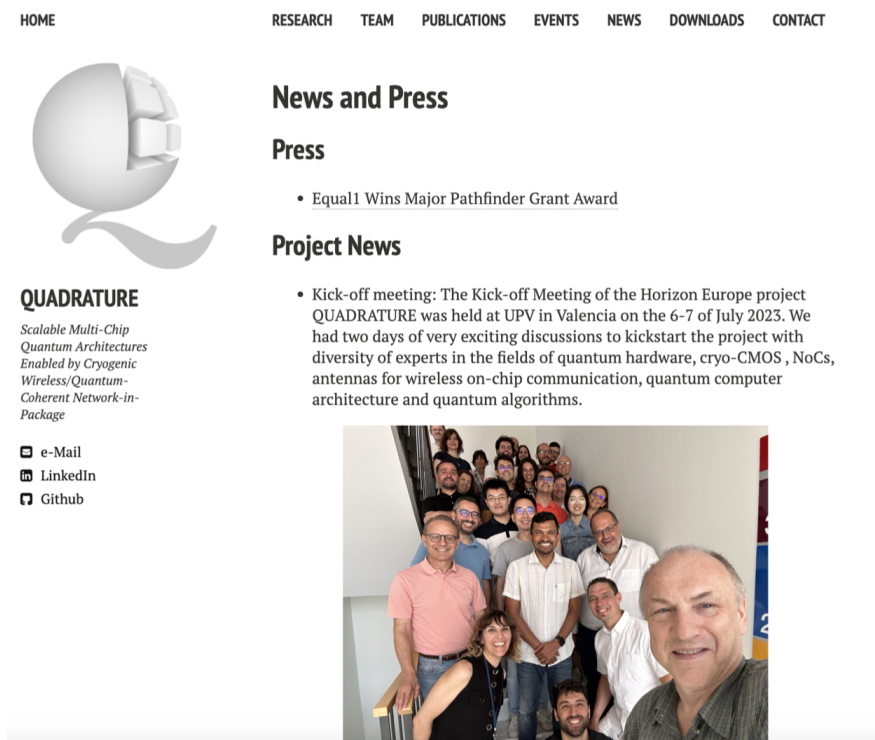 HOME
RESEARCH TEAM PUBLICATIONS EVENTS NEWS DOWNLOADS CONTACT
QUADRATURE
Scalable Multi-Chip
Quantum Architectures
Enabled by Cryogenic
Wireless/Quantum-
Coherent Network-in-
Package
e-Mail
LinkedIn
Github
News and Press
Press
Equal1 Wins Major Pathfinder Grant Award
Project News
Kick-off meeting: The Kick-off Meeting of the Horizon Europe project
QUADRATURE was held at UPV in Valencia on the 6-7 of July 2023. We
had two days of very exciting discussions to kickstart the project with
diversity of experts in the fields of quantum hardware, cryo-CMOS , NoCs,
antennas for wireless on-chip communication, quantum computer
architecture and quantum algorithms.